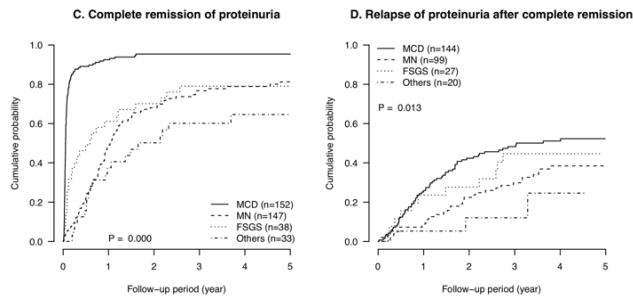 C. Complete remission of proteinuria
Cumulative probability
1.0
0.8
0.6
0.4
0.2
0.0
MCD (n=152)
MN (n=147)
FSGS (n=38)
Others (n=33)
P = 0.000
0 1 2 3 4 5
Follow-up period (year)
D. Relapse of proteinuria after complete remission
Cumulative probability
1.0
0.8
0.6
0.4
0.2
0.0
MCD (n=144)
MN (n=99)
FSGS (n=27)
Others (n=20)
P = 0.013
0 1 2 3 4 5
Follow-up period (year)